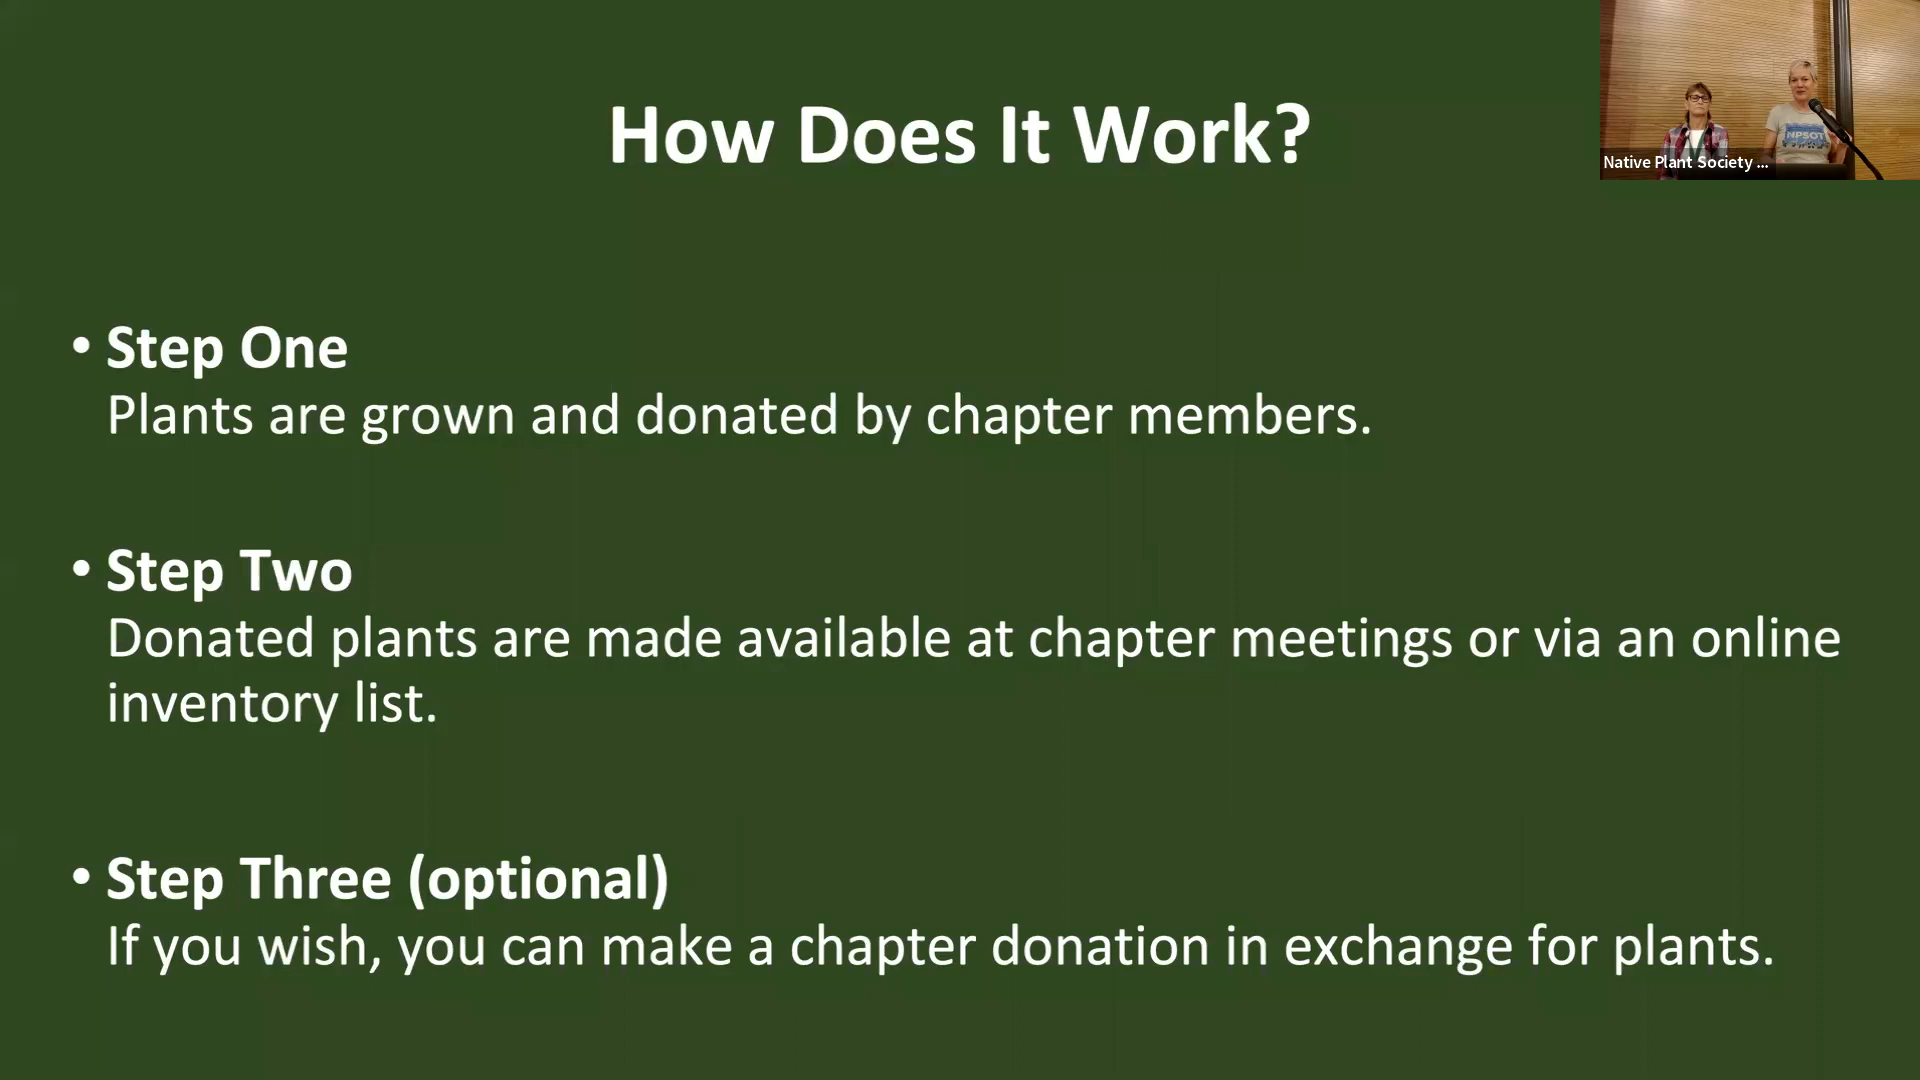 How Does It Work?
NPSOT
Native Plant Society ...
• Step One
Plants are grown and donated by chapter members.
• Step Two
Donated plants are made available at chapter meetings or via an online
inventory list.
• Step Three (optional)
If you wish, you can make a chapter donation in exchange for plants.